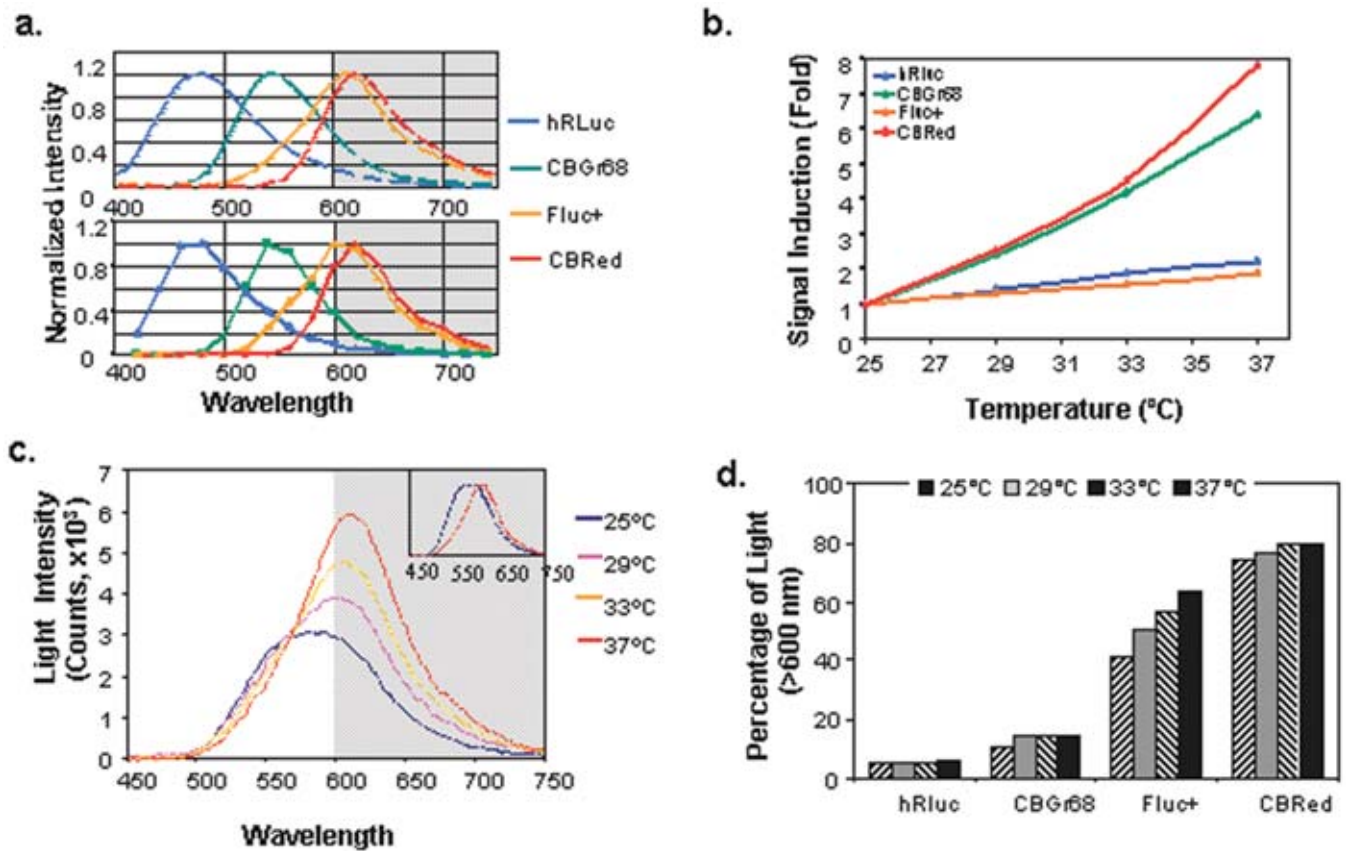 a.
1.2
0.8
0.4
0
400 500 600 700
1.2
0.8
0.4
0
400 500 600 700
Normalized Intensity
Wavelength
hRLuc
CBGr68
Fluc+
CBRed
b.
8
7
6
5
4
3
2
1
0
Signal Induction (Fold)
hRluc
CBGr68
Fluc+
CBRed
25 27 29 31 33 35 37
Temperature (°C)
c.
7
6
5
4
3
2
1
0
Light Intensity
(Counts, x10³)
450 550 650 750
25°C
29°C
33°C
37°C
450 500 550 600 650 700 750
Wavelength
d.
100
80
60
40
20
0
Percentage of Light
(>600 nm)
25°C 29°C 33°C 37°C
hRluc CBGr68 Fluc+ CBRed